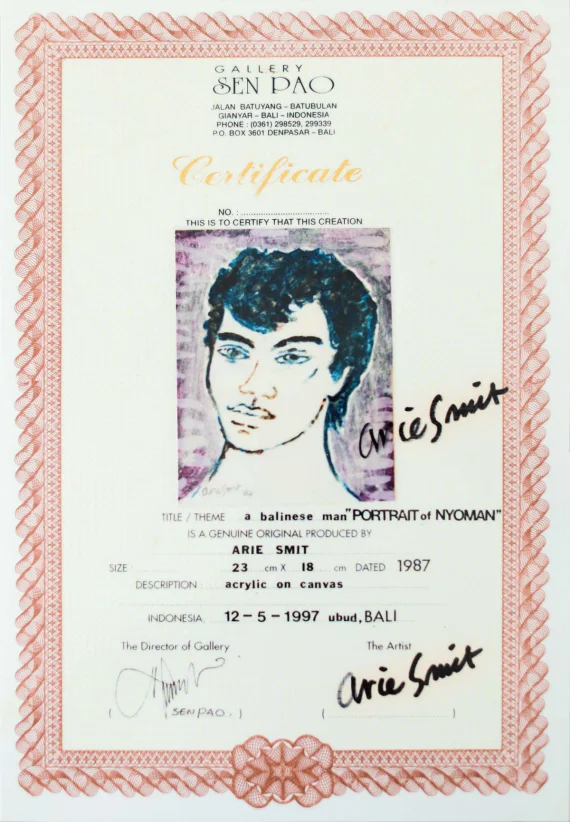 GALLERY
SEN PAO
JALAN BATUYANG – BATUBULAN
GIANYAR – BALI – INDONESIA
PHONE : (0361) 298529, 299339
P.O. BOX 3601 DENPASAR – BALI
Certificate
NO. : ................................
THIS IS TO CERTIFY THAT THIS CREATION
Arie Smit
TITLE / THEME a balinese man "PORTRAIT of NYOMAN"
IS A GENUINE ORIGINAL PRODUCED BY
ARIE SMIT
SIZE 23 cm X 18 cm DATED 1987
DESCRIPTION : acrylic on canvas
INDONESIA, 12-5-1997 ubud, BALI
The Director of Gallery The Artist
Arie Smit
( SEN PAO. ) ( )